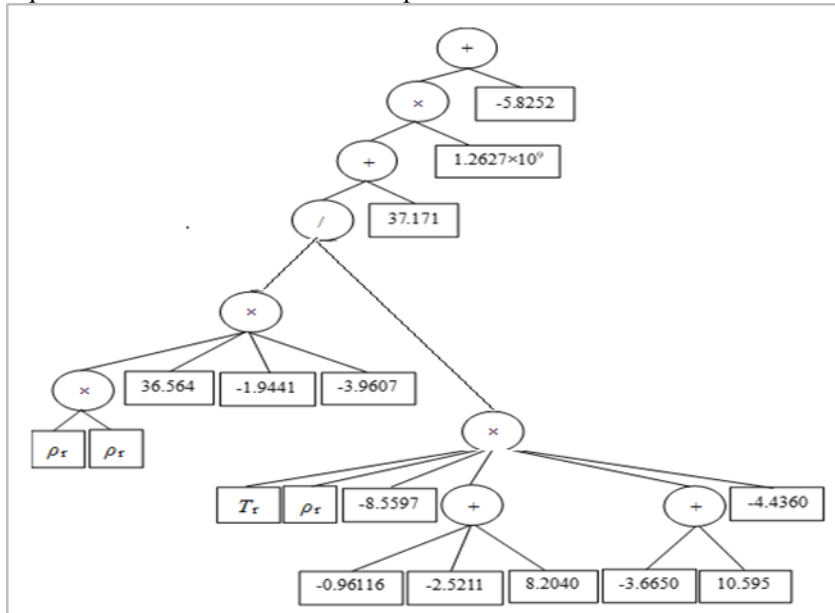 +
× -5.8252
+ 1.2627×10⁹
/ 37.171
×
× 36.564 -1.9441 -3.9607
ρr ρr
×
Tr ρr -8.5597 + + -4.4360
-0.96116 -2.5211 8.2040 -3.6650 10.595